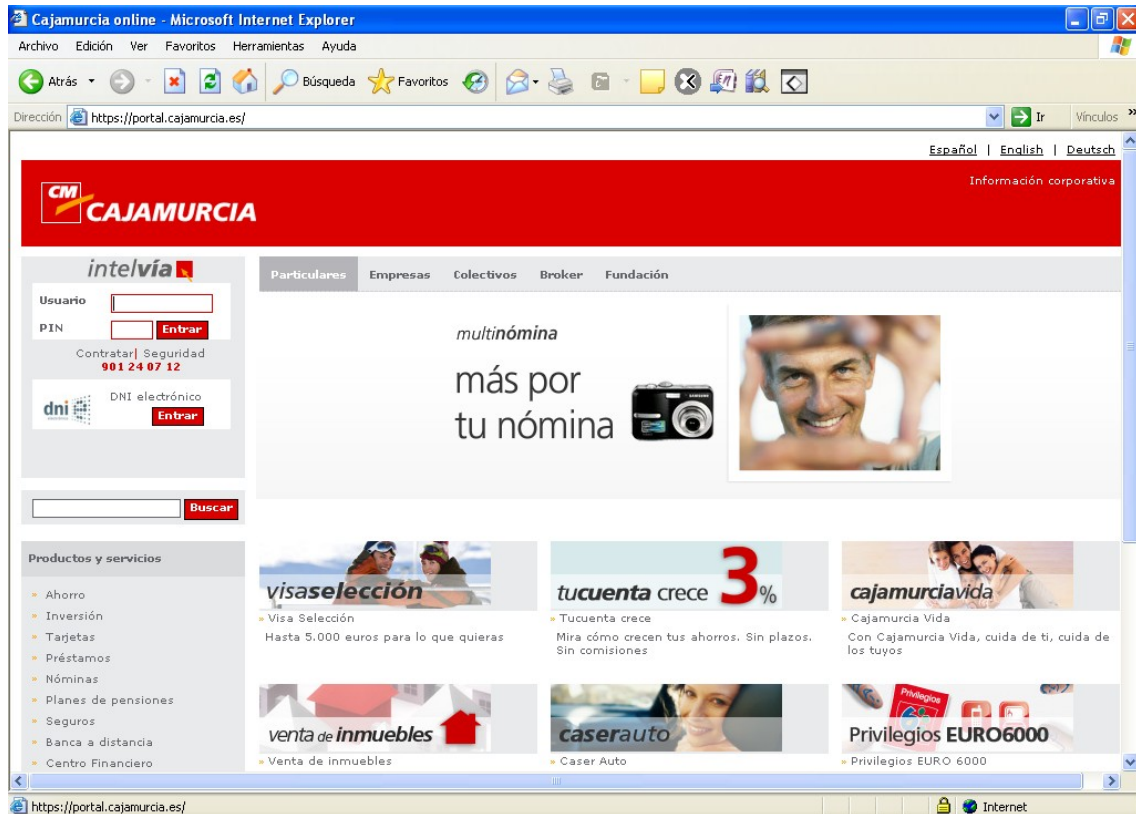 Cajamurcia online - Microsoft Internet Explorer
Archivo Edición Ver Favoritos Herramientas Ayuda
Atrás Búsqueda Favoritos
Dirección https://portal.cajamurcia.es/ Ir Vínculos »
Español | English | Deutsch
Información corporativa
CM
CAJAMURCIA
intelvía
Usuario
PIN Entrar
Contratar| Seguridad
901 24 07 12
dni DNI electrónico
Entrar
Buscar
Particulares Empresas Colectivos Broker Fundación
multinómina
más por
tu nómina
Productos y servicios
» Ahorro
» Inversión
» Tarjetas
» Préstamos
» Nóminas
» Planes de pensiones
» Seguros
» Banca a distancia
» Centro Financiero
visaselección
» Visa Selección
Hasta 5.000 euros para lo que quieras
tucuenta crece 3%
» Tucuenta crece
Mira cómo crecen tus ahorros. Sin plazos.
Sin comisiones
cajamurciavida
» Cajamurcia Vida
Con Cajamurcia Vida, cuida de ti, cuida de
los tuyos
venta de inmuebles
» Venta de inmuebles
caserauto
» Caser Auto
Privilegios
Privilegios EURO6000
» Privilegios EURO 6000
https://portal.cajamurcia.es/ Internet